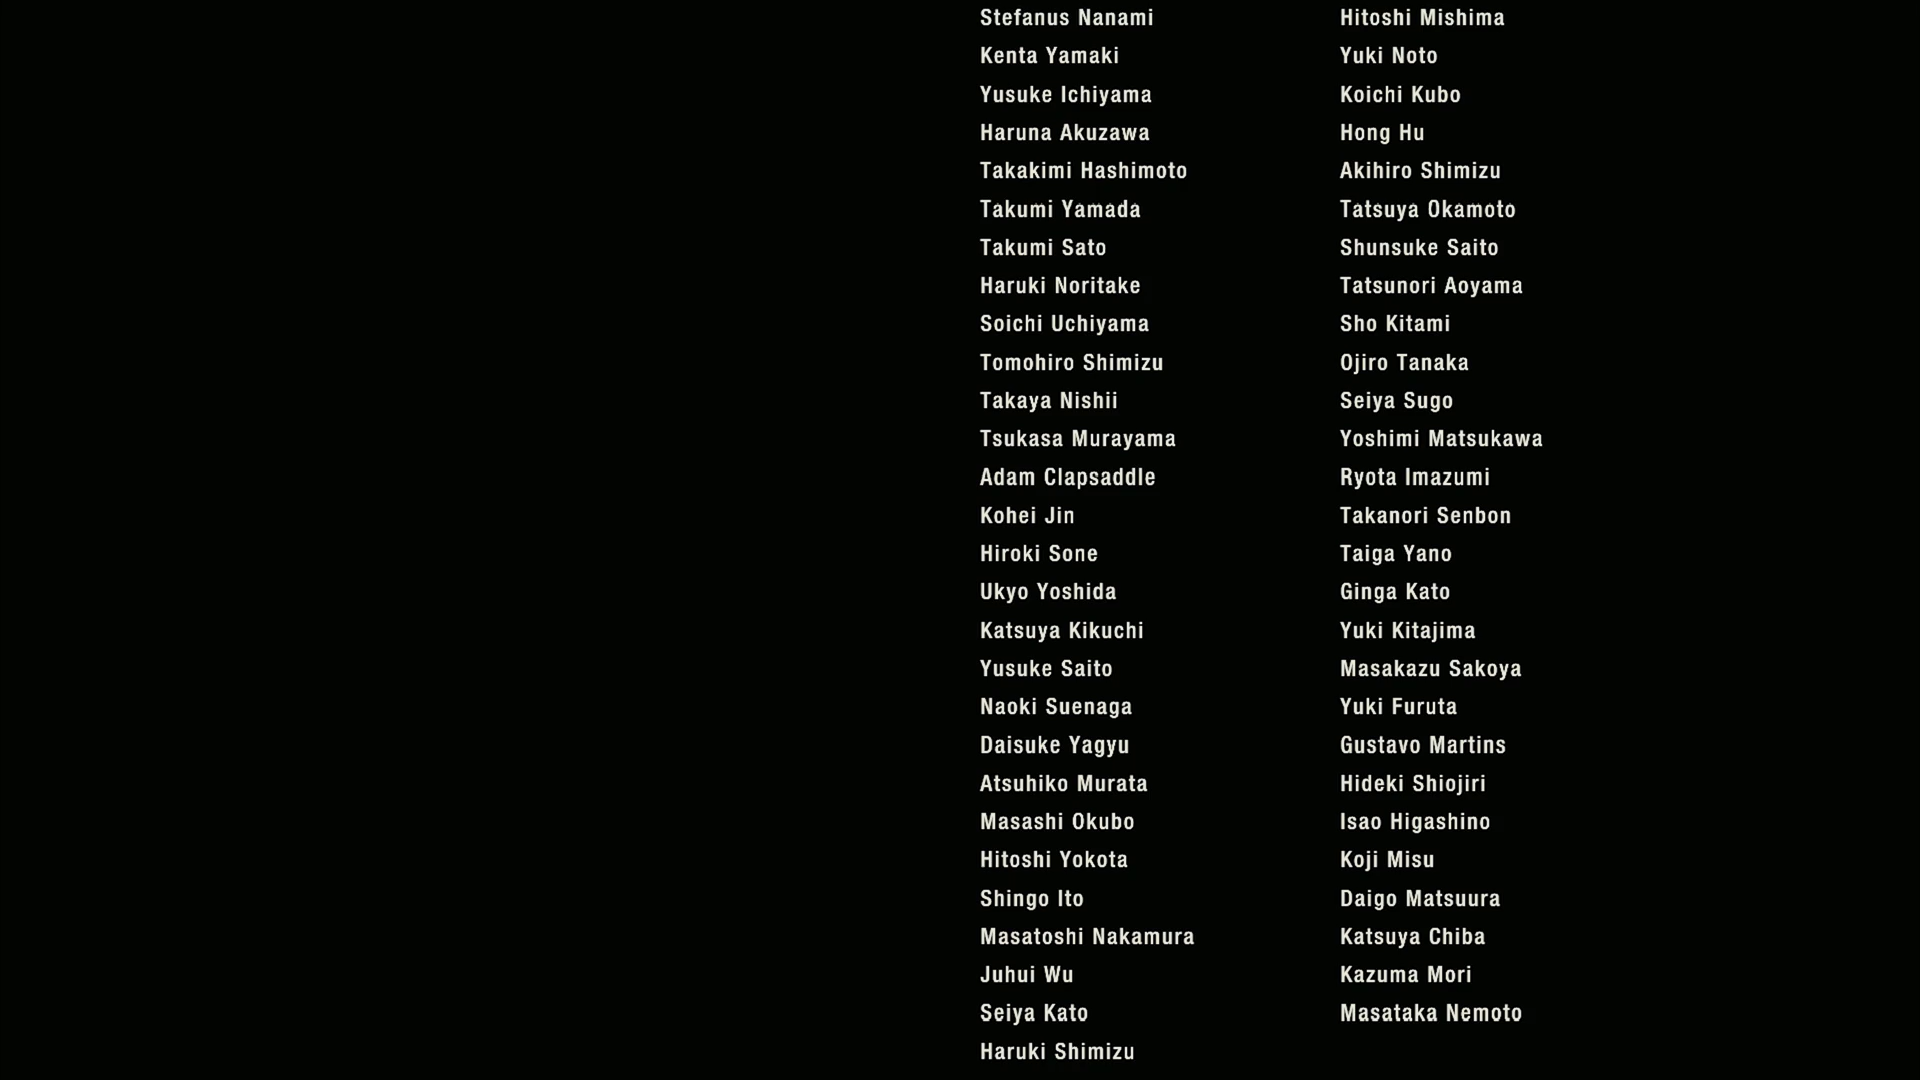 Stefanus Nanami
Kenta Yamaki
Yusuke Ichiyama
Haruna Akuzawa
Takakimi Hashimoto
Takumi Yamada
Takumi Sato
Haruki Noritake
Soichi Uchiyama
Tomohiro Shimizu
Takaya Nishii
Tsukasa Murayama
Adam Clapsaddle
Kohei Jin
Hiroki Sone
Ukyo Yoshida
Katsuya Kikuchi
Yusuke Saito
Naoki Suenaga
Daisuke Yagyu
Atsuhiko Murata
Masashi Okubo
Hitoshi Yokota
Shingo Ito
Masatoshi Nakamura
Juhui Wu
Seiya Kato
Haruki Shimizu
Hitoshi Mishima
Yuki Noto
Koichi Kubo
Hong Hu
Akihiro Shimizu
Tatsuya Okamoto
Shunsuke Saito
Tatsunori Aoyama
Sho Kitami
Ojiro Tanaka
Seiya Sugo
Yoshimi Matsukawa
Ryota Imazumi
Takanori Senbon
Taiga Yano
Ginga Kato
Yuki Kitajima
Masakazu Sakoya
Yuki Furuta
Gustavo Martins
Hideki Shiojiri
Isao Higashino
Koji Misu
Daigo Matsuura
Katsuya Chiba
Kazuma Mori
Masataka Nemoto